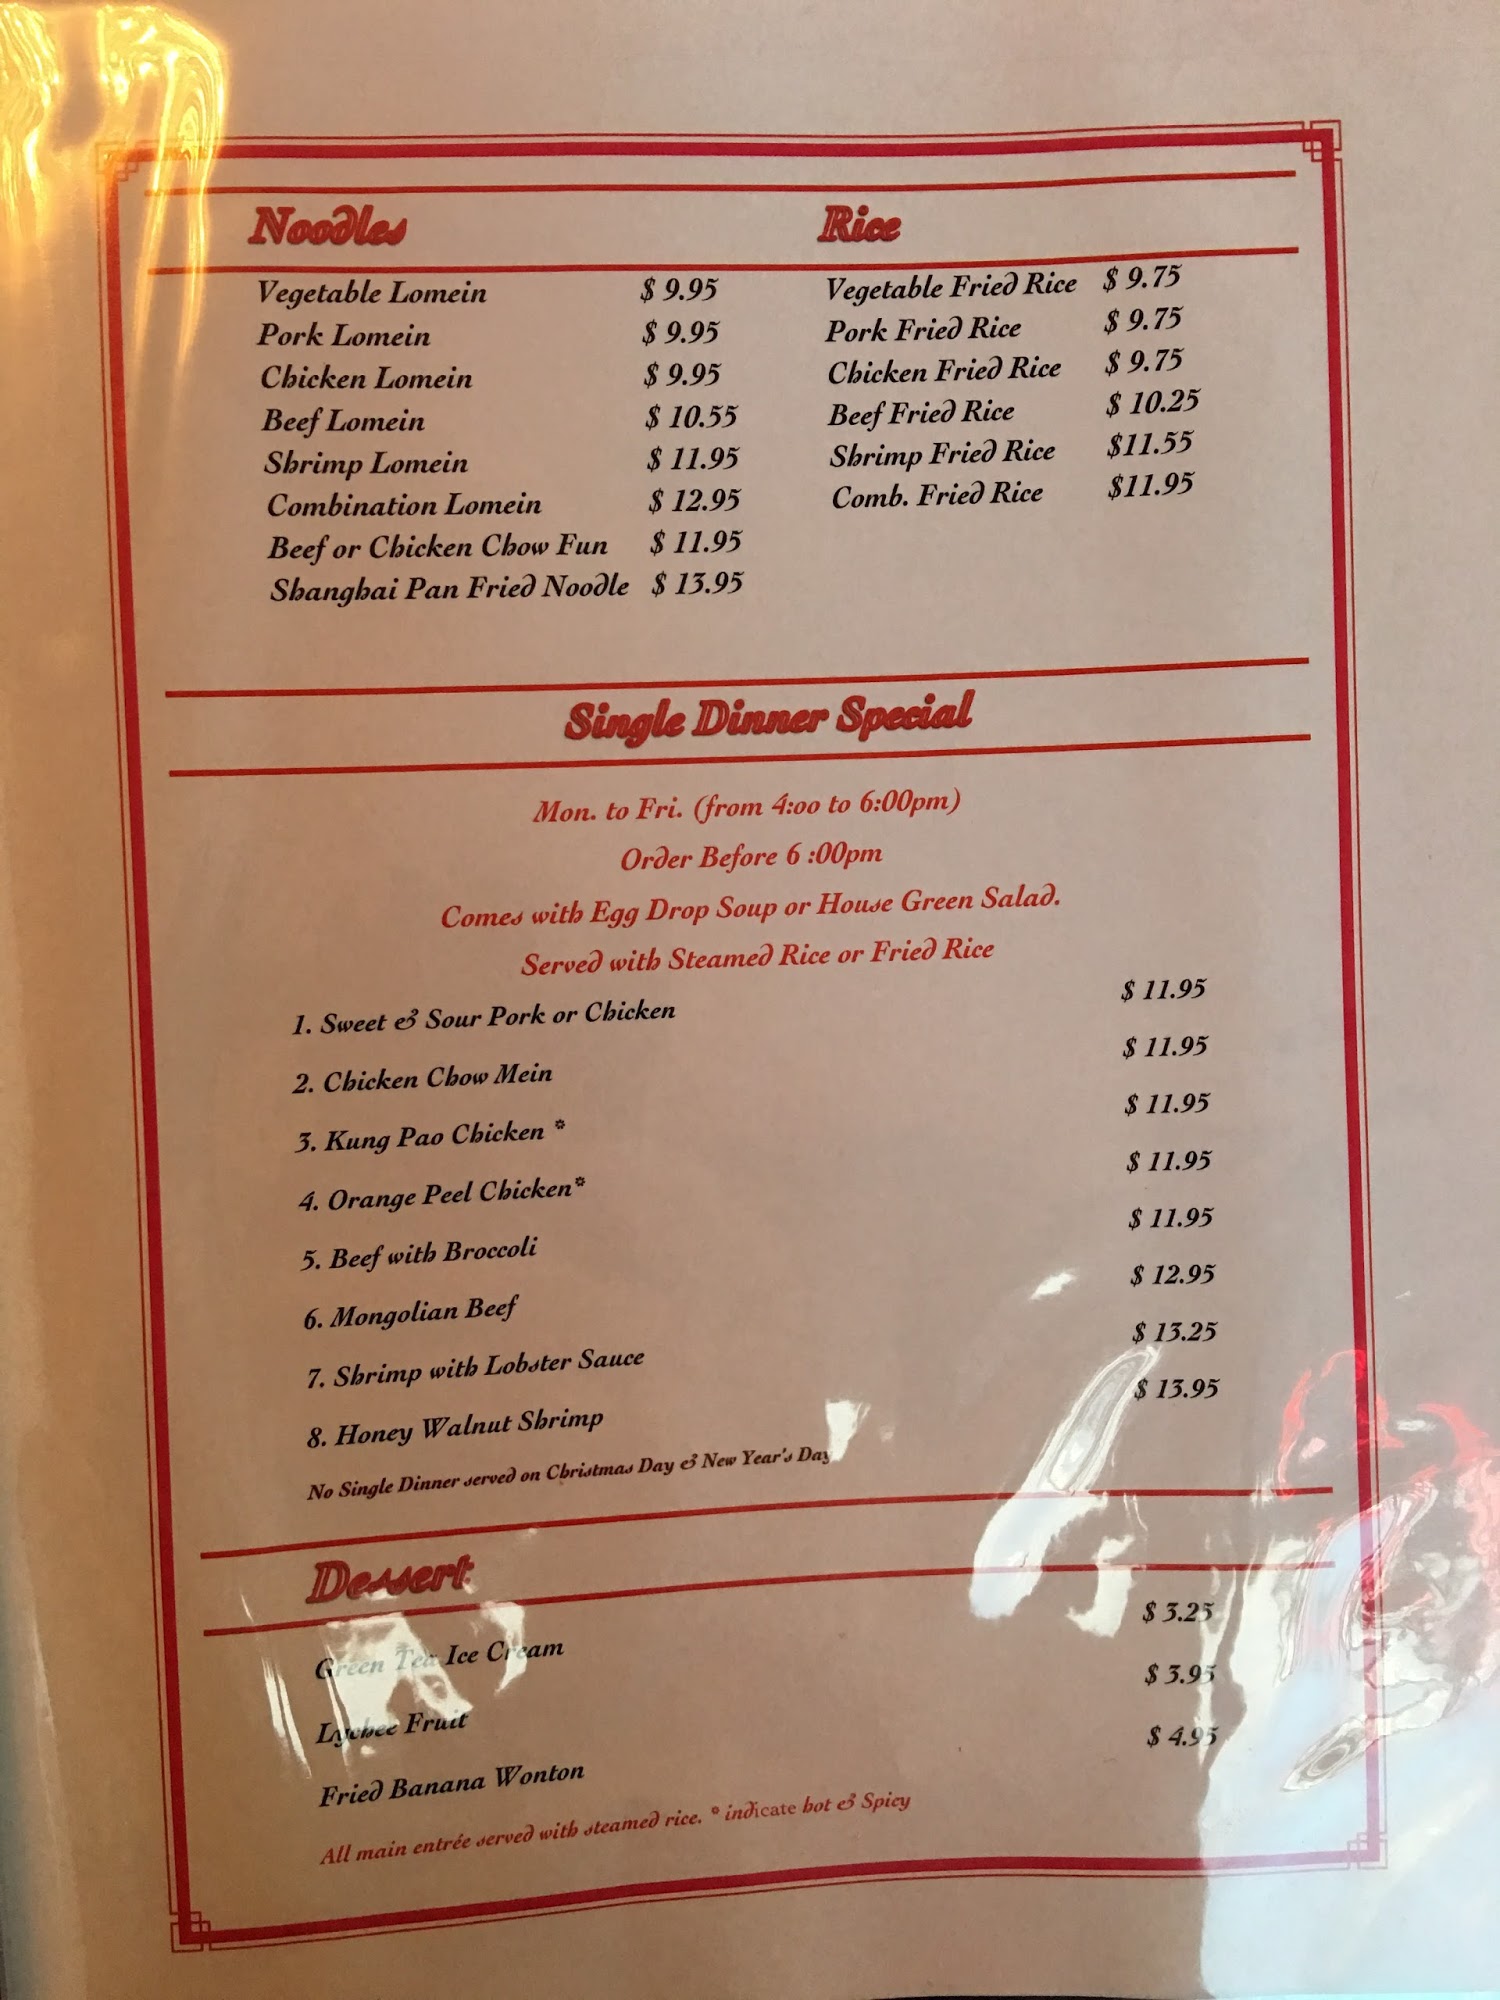 Noodles
Vegetable Lomein $ 9.95
Pork Lomein $ 9.95
Chicken Lomein $ 9.95
Beef Lomein $ 10.55
Shrimp Lomein $ 11.95
Combination Lomein $ 12.95
Beef or Chicken Chow Fun $ 11.95
Shanghai Pan Fried Noodle $ 13.95
Rice
Vegetable Fried Rice $ 9.75
Pork Fried Rice $ 9.75
Chicken Fried Rice $ 9.75
Beef Fried Rice $ 10.25
Shrimp Fried Rice $11.55
Comb. Fried Rice $11.95
Single Dinner Special
Mon. to Fri. (from 4:oo to 6:00pm)
Order Before 6 :00pm
Comes with Egg Drop Soup or House Green Salad.
Served with Steamed Rice or Fried Rice
1. Sweet & Sour Pork or Chicken $ 11.95
2. Chicken Chow Mein $ 11.95
3. Kung Pao Chicken * $ 11.95
4. Orange Peel Chicken* $ 11.95
5. Beef with Broccoli $ 11.95
6. Mongolian Beef $ 12.95
7. Shrimp with Lobster Sauce $ 13.25
8. Honey Walnut Shrimp $ 13.95
No Single Dinner served on Christmas Day & New Year's Day
Dessert
Green Tea Ice Cream $ 3.25
Lychee Fruit $ 3.95
Fried Banana Wonton $ 4.95
All main entrée served with steamed rice. * indicate hot & Spicy